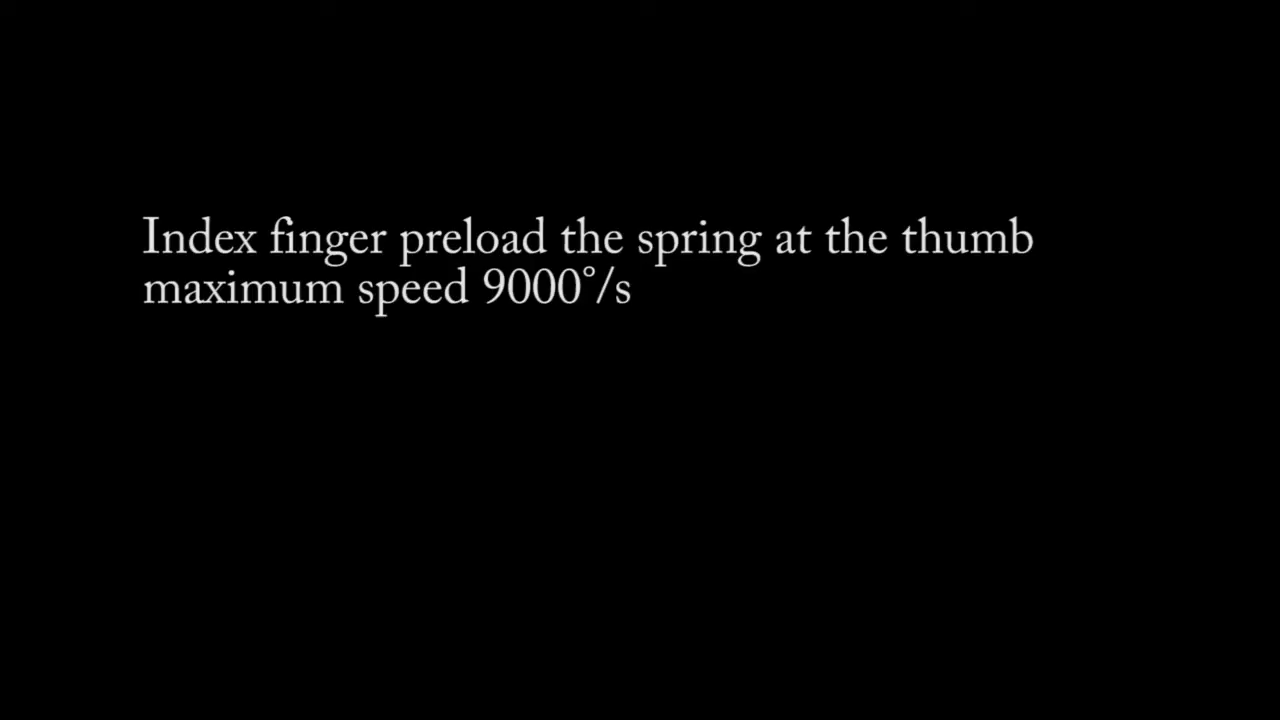 Index finger preload the spring at the thumb
maximum speed 9000°/s